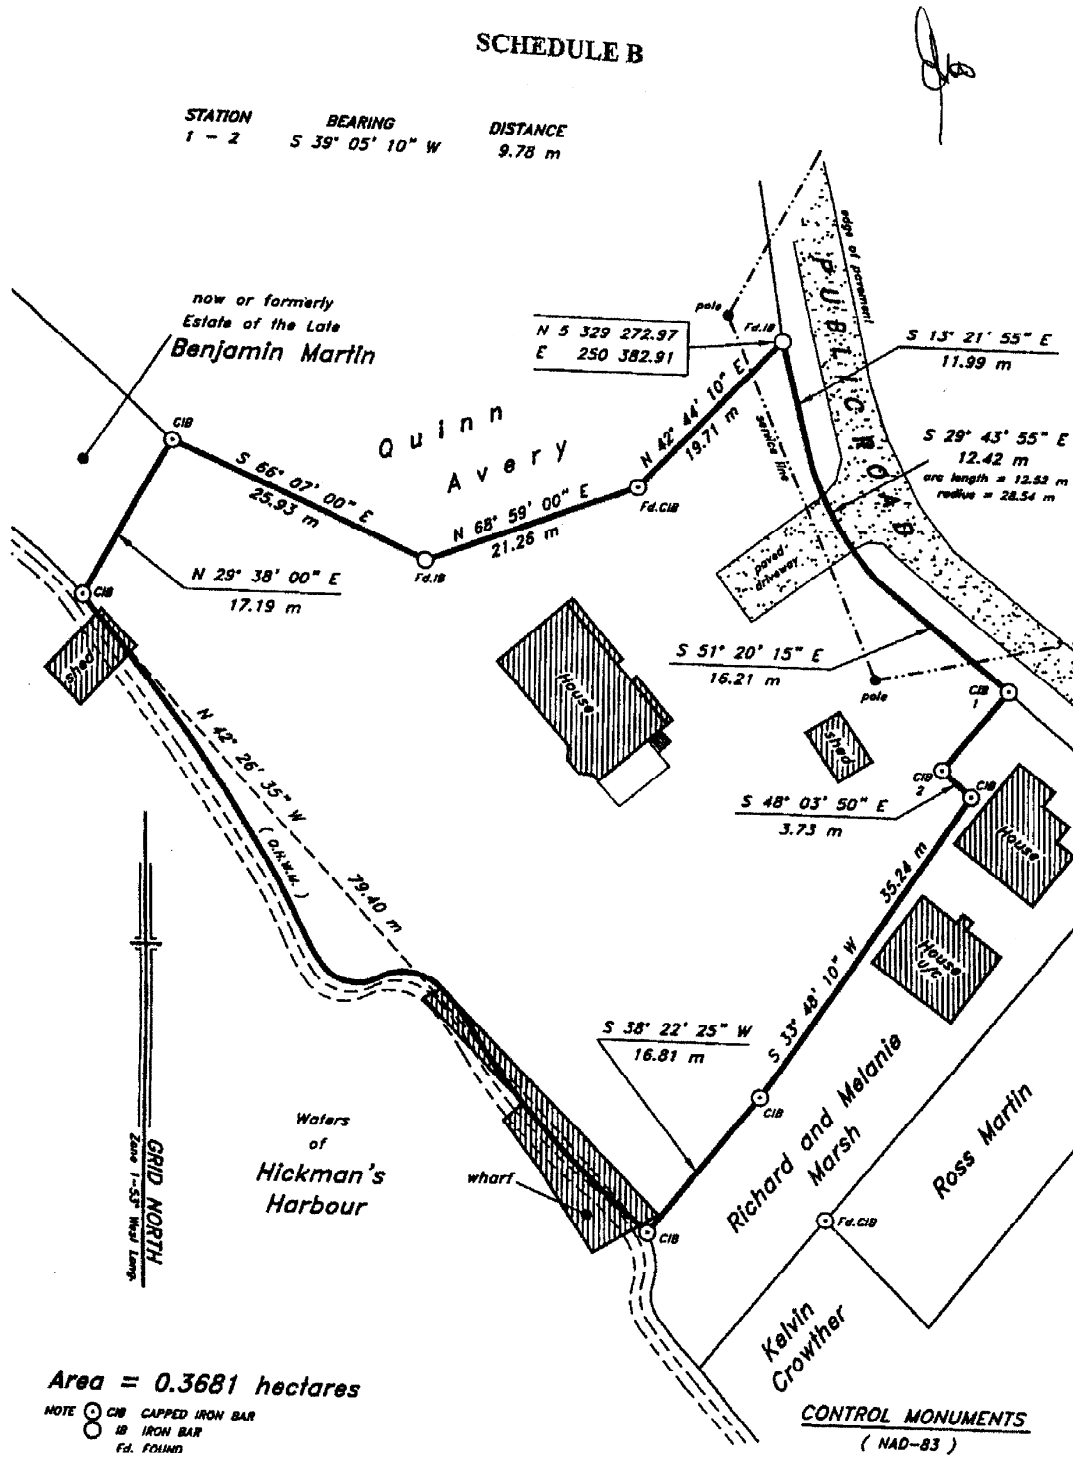 SCHEDULE B
STATION BEARING DISTANCE
1 - 2 S 39° 05' 10" W 9.78 m
now or formerly
Estate of the Late
Benjamin Martin
Quinn
Avery
N 5 329 272.97
E 250 382.91
pole
Fd.IB
edge of pavement
PUBLIC ROAD
S 13° 21' 55" E
11.99 m
S 29° 43' 55" E
12.42 m
arc length = 12.52 m
radius = 28.54 m
CIB
S 66° 07' 00" E
25.93 m
N 68° 59' 00" E
21.26 m
N 42° 44' 10" E
19.71 m
service line
Fd.CIB
Fd.IB
paved
driveway
CIB
N 29° 38' 00" E
17.19 m
shed
House
S 51° 20' 15" E
16.21 m
pole
CIB
1
shed
CIB
2
CIB
S 48° 03' 50" E
3.73 m
House
N 42° 26' 35" W
79.40 m
(O.H.W.M.)
35.24 m
S 33° 48' 10" W
House
U/C
S 38° 22' 25" W
16.81 m
CIB
GRID NORTH
Zone 1-53° West Long.
Waters
of
Hickman's
Harbour
wharf
CIB
Richard and Melanie
Marsh
Ross Martin
Fd.CIB
Kelvin
Crowther
Area = 0.3681 hectares
NOTE CIB CAPPED IRON BAR
IB IRON BAR
Fd. FOUND
CONTROL MONUMENTS
( NAD-83 )